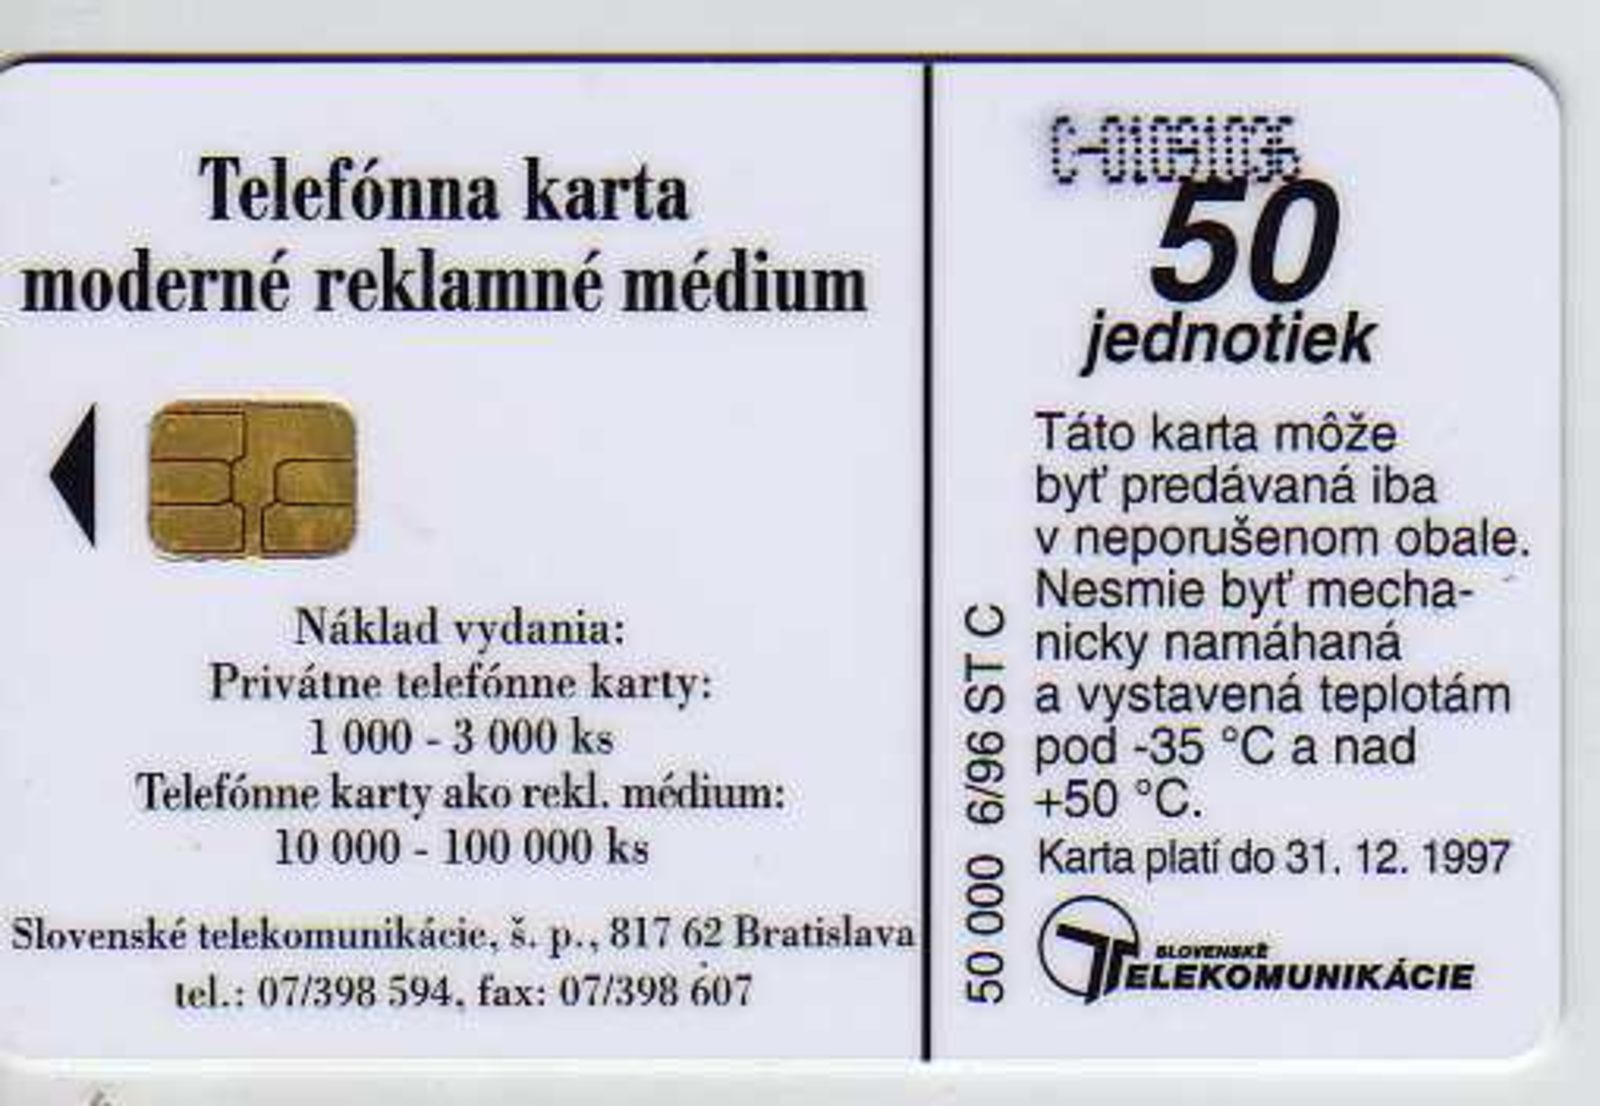 Telefónna karta
moderné reklamné médium
Náklad vydania:
Privátne telefónne karty:
1 000 - 3 000 ks
Telefónne karty ako rekl. médium:
10 000 - 100 000 ks
Slovenské telekomunikácie, š. p., 817 62 Bratislava
tel.: 07/398 594, fax: 07/398 607
50 000 6/96 ST C
C-01091036
50
jednotiek
Táto karta môže
byť predávaná iba
v neporušenom obale.
Nesmie byť mecha-
nicky namáhaná
a vystavená teplotám
pod -35 °C a nad
+50 °C.
Karta platí do 31. 12. 1997
SLOVENSKÉ
TELEKOMUNIKÁCIE